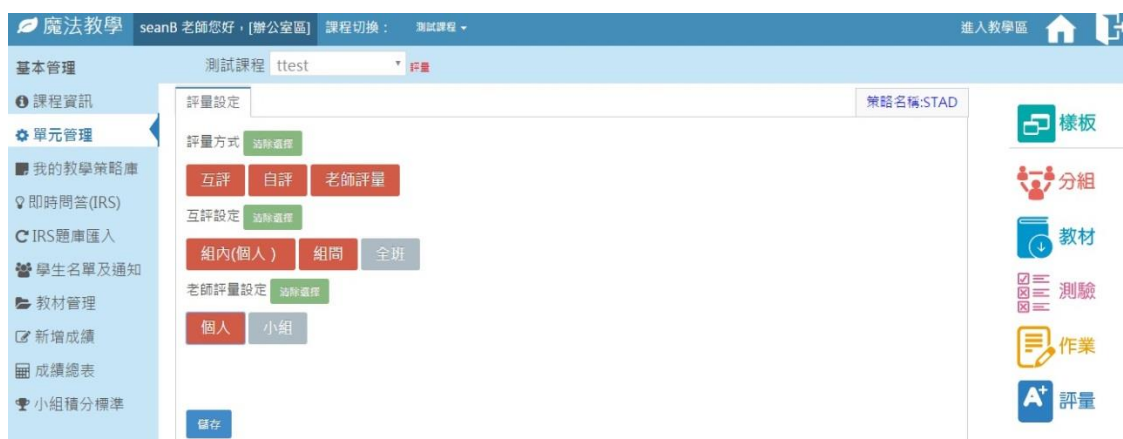 魔法教學 seanB 老師您好，[辦公室區] 課程切換： 測試課程 進入教學區
基本管理
測試課程 ttest 評量
課程資訊
單元管理
我的教學策略庫
即時問答(IRS)
IRS題庫匯入
學生名單及通知
教材管理
新增成績
成績總表
小組積分標準
評量設定
策略名稱:STAD
評量方式 清除選擇
互評 自評 老師評量
互評設定 清除選擇
組內(個人) 組間 全班
老師評量設定 清除選擇
個人 小組
儲存
樣板
分組
教材
測驗
作業
A+ 評量